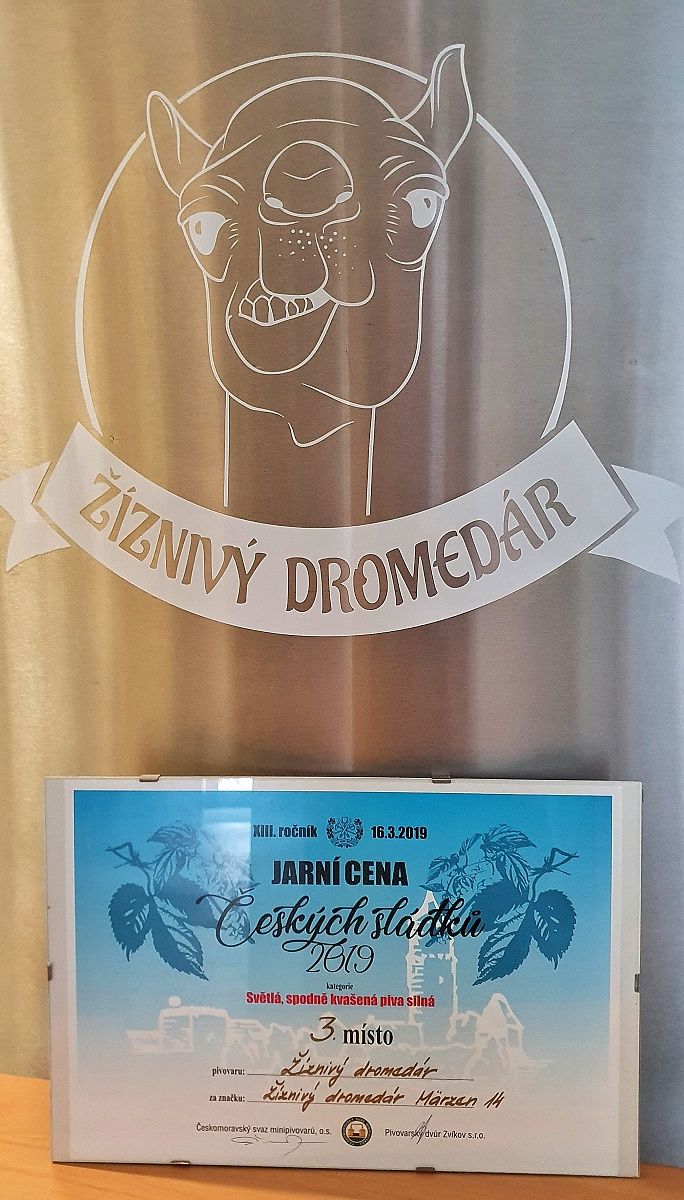 ŽÍZNIVÝ DROMEDÁR
XIII. ročník 16.3.2019
JARNÍ CENA
Českých sládků
2019
kategorie
Světlá, spodně kvašená piva silná
3. místo
pivovaru: Žíznivý dromedár
za značku: Žíznivý dromedár Märzen 14
Českomoravský svaz minipivovarů, o.s. Pivovarský dvůr Zvíkov s.r.o.